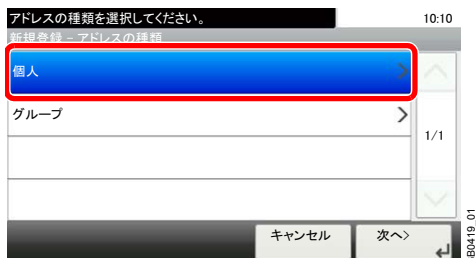 アドレスの種類を選択してください。 10:10
新規登録 - アドレスの種類
個人
グループ
1/1
キャンセル 次へ>
B0419_01